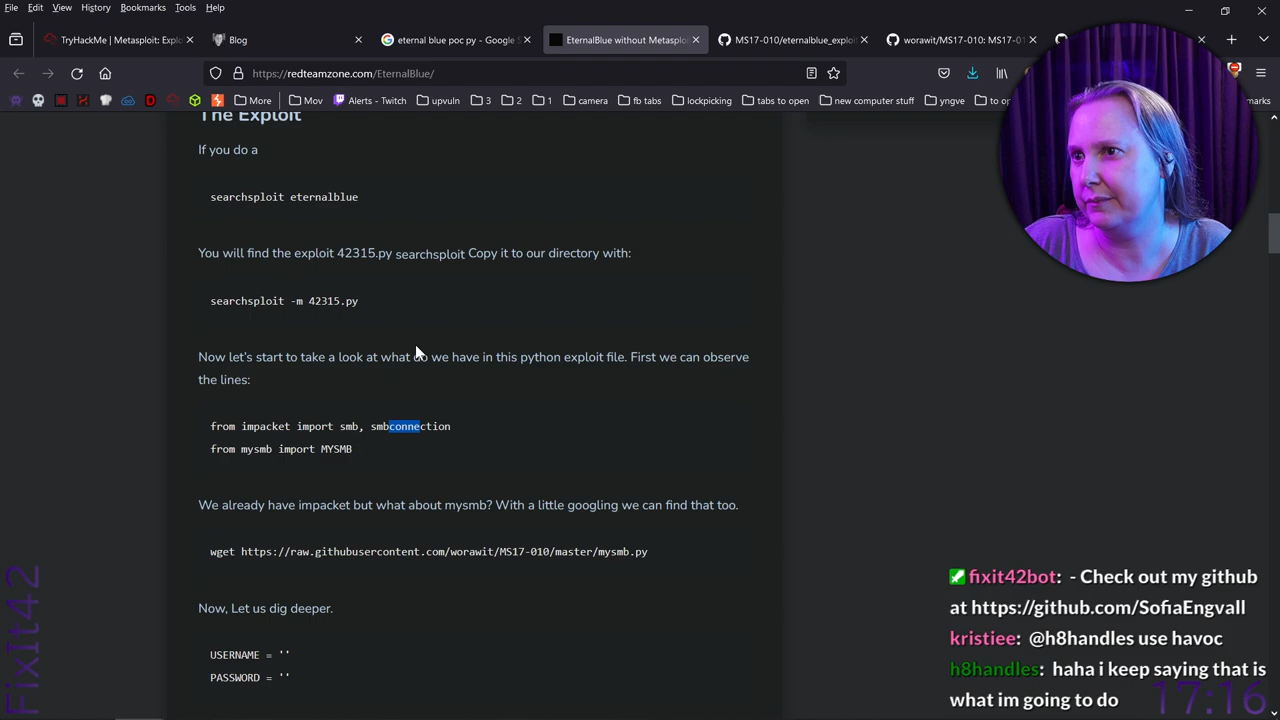 File Edit View History Bookmarks Tools Help
TryHackMe | Metasploit: Expl
Blog
eternal blue poc py - Google S
EternalBlue without Metasplo
MS17-010/eternalblue_exploit
worawit/MS17-010: MS17-01
https://redteamzone.com/EternalBlue/
More
Mov
Alerts - Twitch
upvuln
3
2
1
camera
fb tabs
lockpicking
tabs to open
new computer stuff
yngve
to op
The Exploit
If you do a
searchsploit eternalblue
You will find the exploit 42315.py searchsploit Copy it to our directory with:
searchsploit -m 42315.py
Now let's start to take a look at what do we have in this python exploit file. First we can observe
the lines:
from impacket import smb, smbconnection
from mysmb import MYSMB
We already have impacket but what about mysmb? With a little googling we can find that too.
wget https://raw.githubusercontent.com/worawit/MS17-010/master/mysmb.py
Now, Let us dig deeper.
USERNAME = ''
PASSWORD = ''
fixit42bot: - Check out my github
at https://github.com/SofiaEngvall
kristiee: @h8handles use havoc
h8handles: haha i keep saying that is
what im going to do
17:16
FixIt42